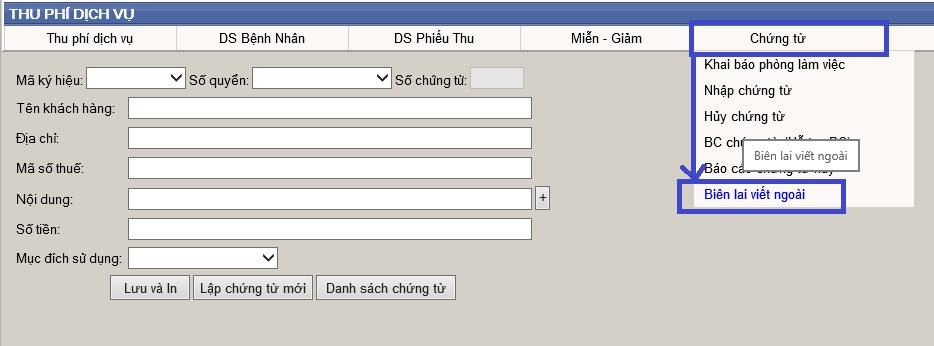 THU PHÍ DỊCH VỤ
Thu phí dịch vụ DS Bệnh Nhân DS Phiếu Thu Miễn - Giảm Chứng từ
Mã ký hiệu: Số quyển: Số chứng từ:
Tên khách hàng:
Địa chỉ:
Mã số thuế:
Nội dung: +
Số tiền:
Mục đích sử dụng:
Lưu và In Lập chứng từ mới Danh sách chứng từ
Khai báo phòng làm việc
Nhập chứng từ
Hủy chứng từ
BC
Biên lai viết ngoài
Báo cáo chứng từ hủy
Biên lai viết ngoài